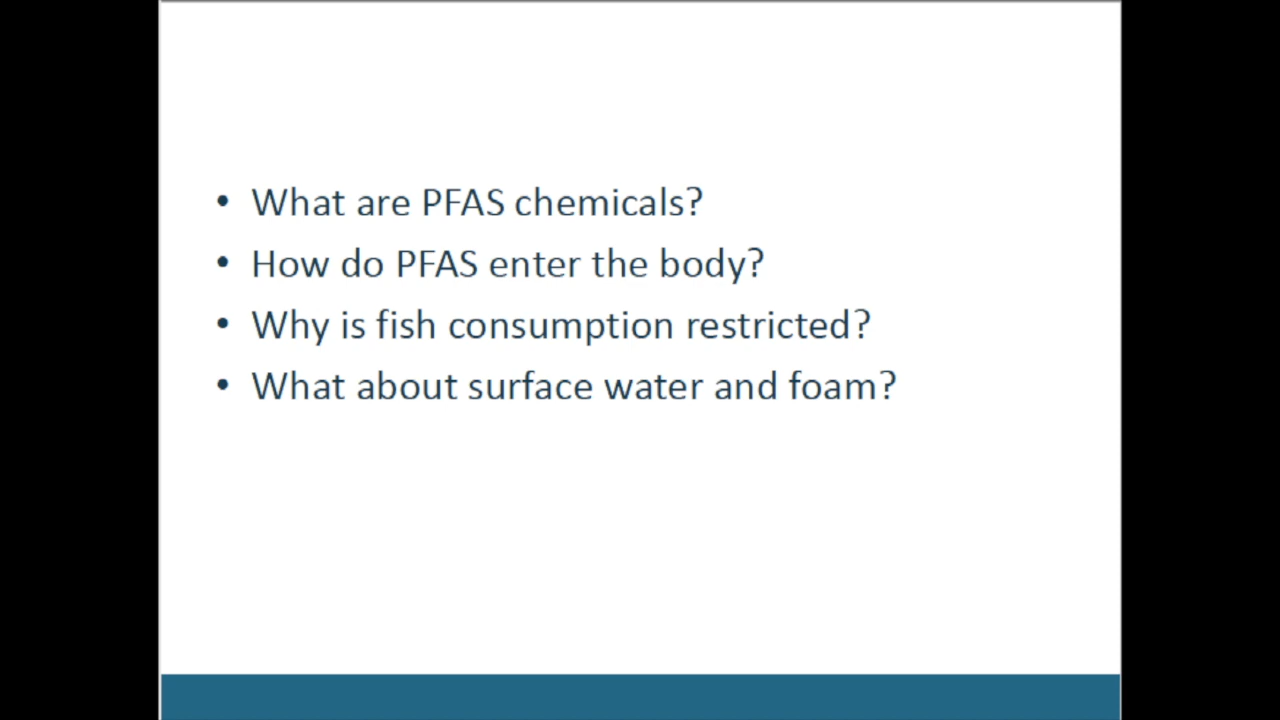 • What are PFAS chemicals?
• How do PFAS enter the body?
• Why is fish consumption restricted?
• What about surface water and foam?